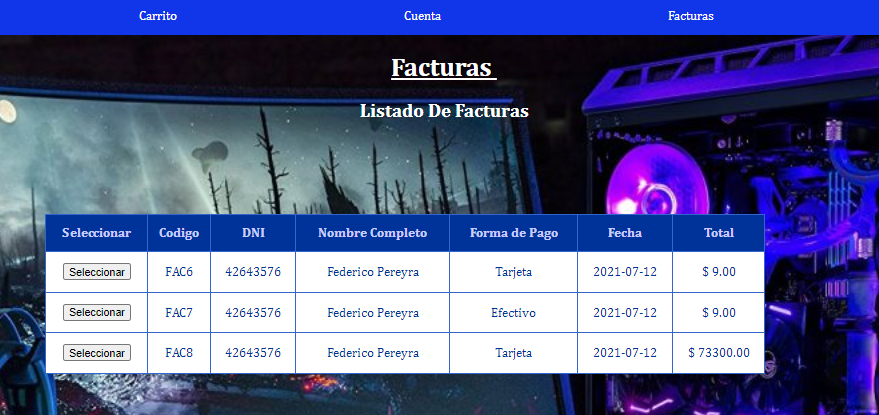 Carrito Cuenta Facturas
Facturas
Listado De Facturas
Seleccionar Codigo DNI Nombre Completo Forma de Pago Fecha Total
Seleccionar FAC6 42643576 Federico Pereyra Tarjeta 2021-07-12 $ 9.00
Seleccionar FAC7 42643576 Federico Pereyra Efectivo 2021-07-12 $ 9.00
Seleccionar FAC8 42643576 Federico Pereyra Tarjeta 2021-07-12 $ 73300.00